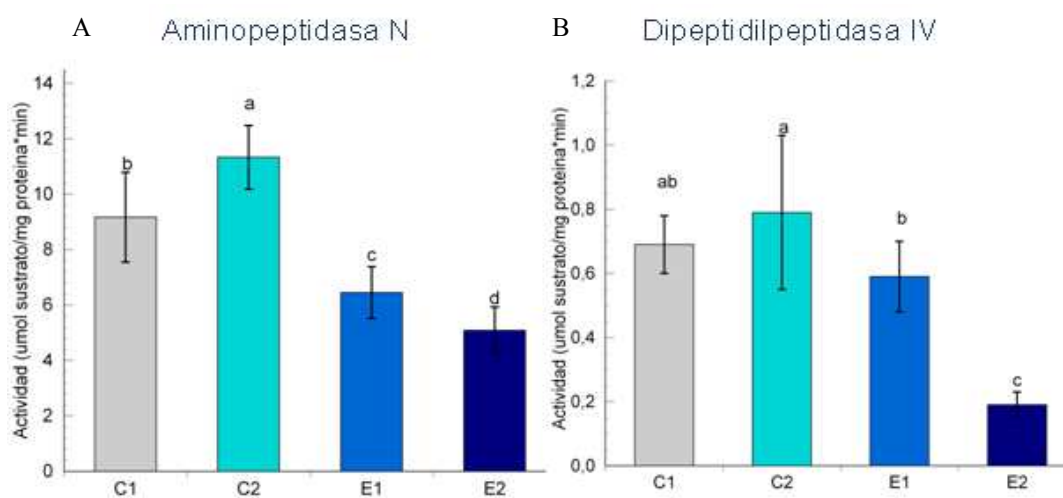 A Aminopeptidasa N
Actividad (umol sustrato/mg proteina*min)
14
12
10
8
6
4
2
0
b
a
c
d
C1 C2 E1 E2
B Dipeptidilpeptidasa IV
Actividad (umol sustrato/mg proteina*min)
1,2
1,0
0,8
0,6
0,4
0,2
0,0
ab
a
b
c
C1 C2 E1 E2